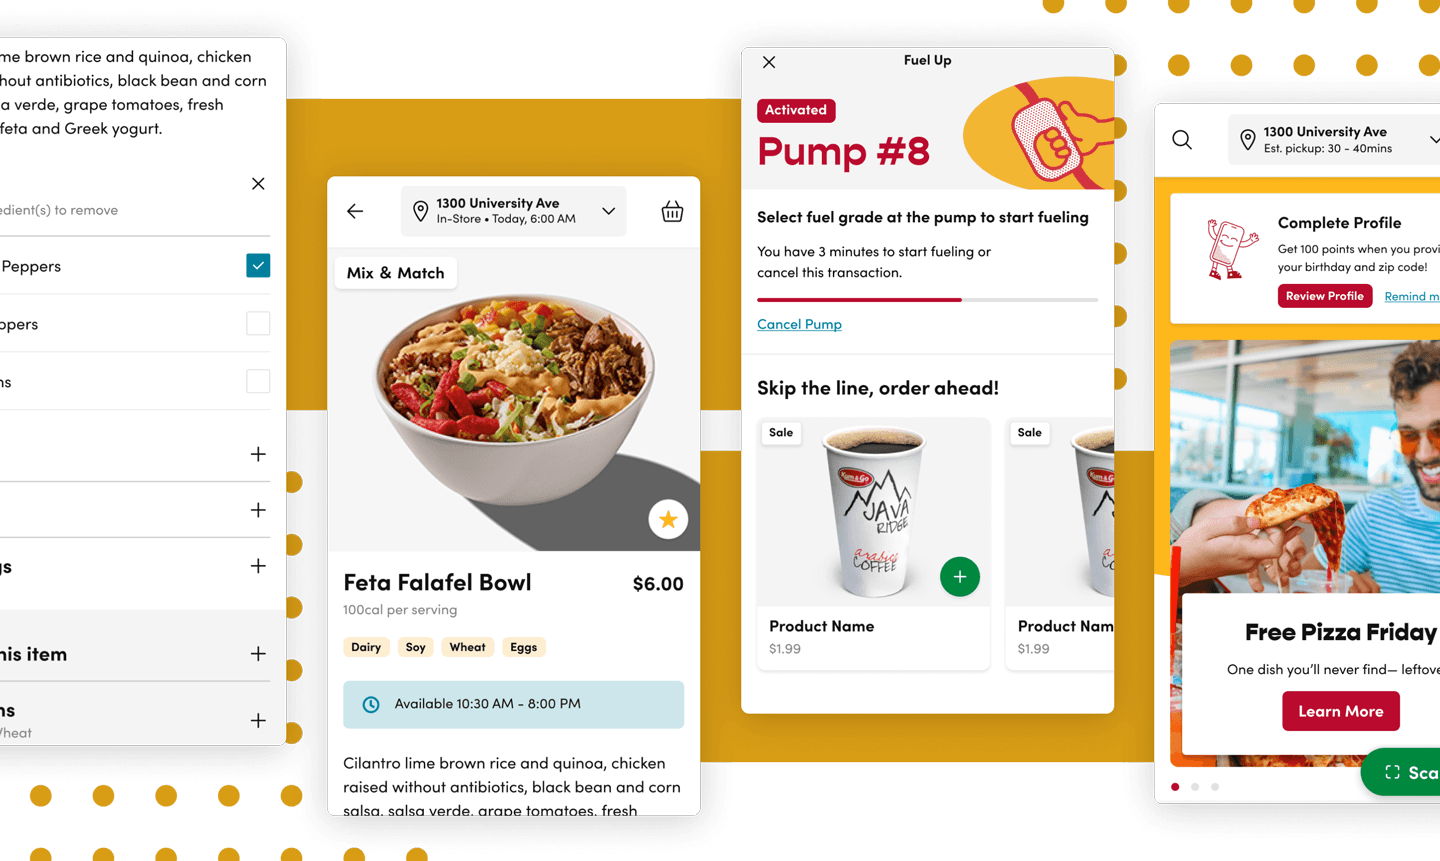 ime brown rice and quinoa, chicken
hout antibiotics, black bean and corn
a verde, grape tomatoes, fresh
feta and Greek yogurt.
edient(s) to remove
Peppers
opers
ns
gs
his item
ns
Wheat
1300 University Ave
In-Store • Today, 6:00 AM
Mix & Match
Feta Falafel Bowl
$6.00
100cal per serving
Dairy
Soy
Wheat
Eggs
Available 10:30 AM - 8:00 PM
Cilantro lime brown rice and quinoa, chicken
raised without antibiotics, black bean and corn
salsa, salsa verde, grape tomatoes, fresh
Fuel Up
Activated
Pump #8
Select fuel grade at the pump to start fueling
You have 3 minutes to start fueling or
cancel this transaction.
Cancel Pump
Skip the line, order ahead!
Sale
Kum & Go
JAVA
RIDGE
arabica
COFFEE
Product Name
$1.99
Sale
Kum & Go
Product Nam
$1.99
1300 University Ave
Est. pickup: 30 - 40mins
Complete Profile
Get 100 points when you provi
your birthday and zip code!
Review Profile
Remind m
Free Pizza Friday
One dish you'll never find— leftove
Learn More
Sca